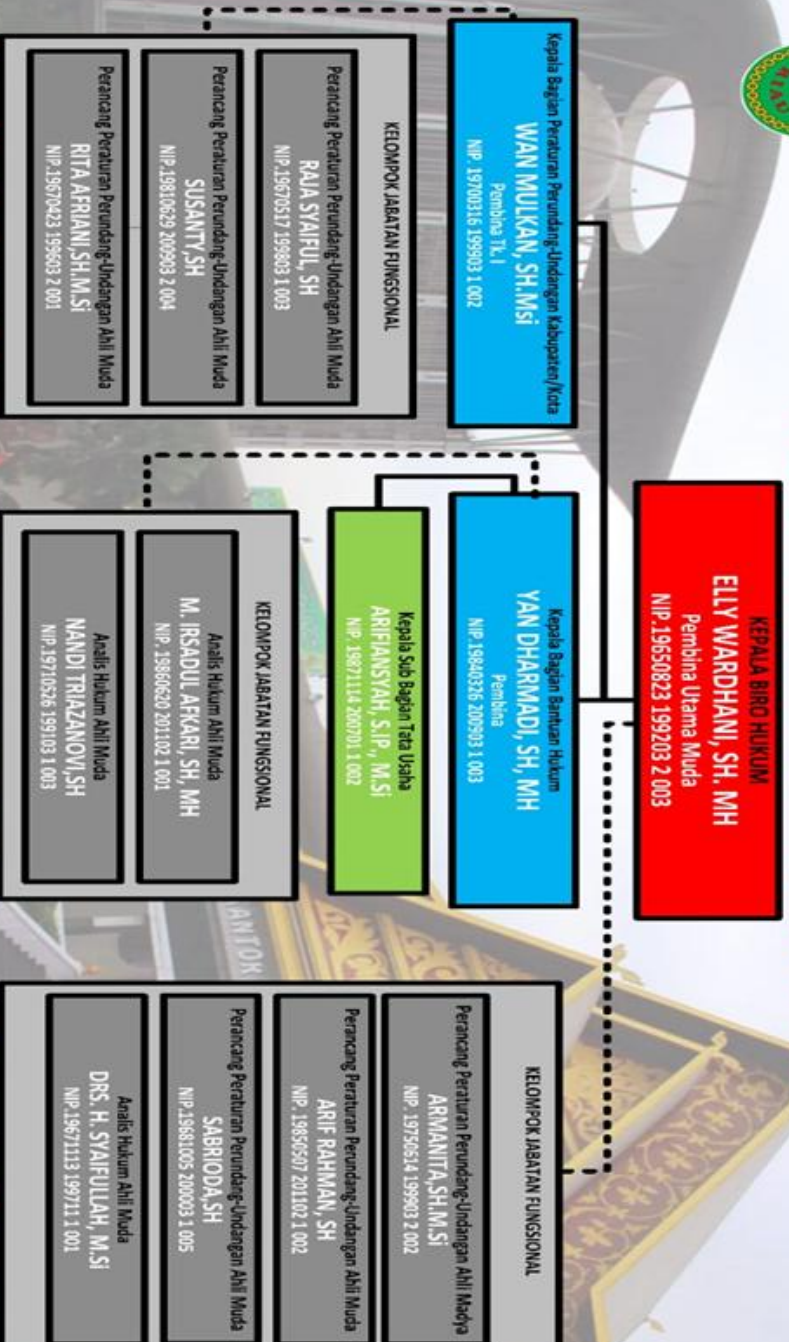 RIAU
KEPALA BIRO HUKUM
ELLY WARDHANI, SH. MH
Pembina Utama Muda
NIP.19650823 199203 2 003
Kepala Bagian Peraturan Perundang-Undangan Kabupaten/Kota
WAN MULKAN, SH.Msi
Pembina Tk.I
NIP. 19700316 199903 1 002
Kepala Bagian Bantuan Hukum
YAN DHARMADI, SH, MH
Pembina
NIP.19840326 200903 1 003
Kepala Sub Bagian Tata Usaha
ARIFIANSYAH, S.IP., M.Si
NIP. 19871114 200701 1 002
KELOMPOK JABATAN FUNGSIONAL
Perancang Peraturan Perundang-Undangan Ahli Muda
RAJA SYAIFUL, SH
NIP.19670517 199803 1 003
Perancang Peraturan Perundang-Undangan Ahli Muda
SUSANTY,SH
NIP.19810629 200903 2 004
Perancang Peraturan Perundang-Undangan Ahli Muda
RITA AFRIANI,SH.M.Si
NIP.19670423 199603 2 001
KELOMPOK JABATAN FUNGSIONAL
Analis Hukum Ahli Muda
M. IRSADUL AFKARI, SH, MH
NIP. 19860620 201102 1 001
Analis Hukum Ahli Muda
NANDI TRIAZANOVI,SH
NIP.19710526 199103 1 003
KELOMPOK JABATAN FUNGSIONAL
Perancang Peraturan Perundang-Undangan Ahli Madya
ARMANITA,SH.M.Si
NIP. 19750614 199903 2 002
Perancang Peraturan Perundang-Undangan Ahli Muda
ARIF RAHMAN, SH
NIP. 19850507 201102 1 002
Perancang Peraturan Perundang-Undangan Ahli Muda
SABRIODA,SH
NIP.19681005 200003 1 005
Analis Hukum Ahli Muda
DRS. H. SYAIFULLAH, M.Si
NIP.19671113 199711 1 001
KANTOR